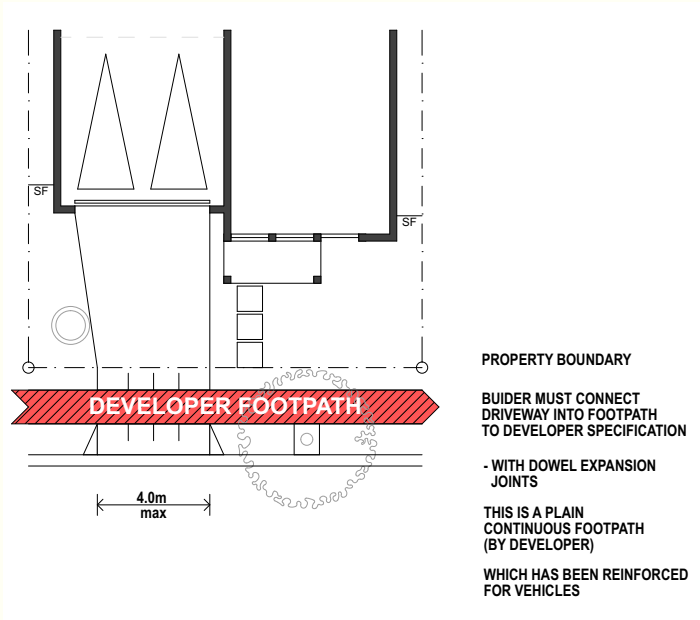 SF
SF
DEVELOPER FOOTPATH
4.0m
max
PROPERTY BOUNDARY
BUIDER MUST CONNECT
DRIVEWAY INTO FOOTPATH
TO DEVELOPER SPECIFICATION
- WITH DOWEL EXPANSION
JOINTS
THIS IS A PLAIN
CONTINUOUS FOOTPATH
(BY DEVELOPER)
WHICH HAS BEEN REINFORCED
FOR VEHICLES